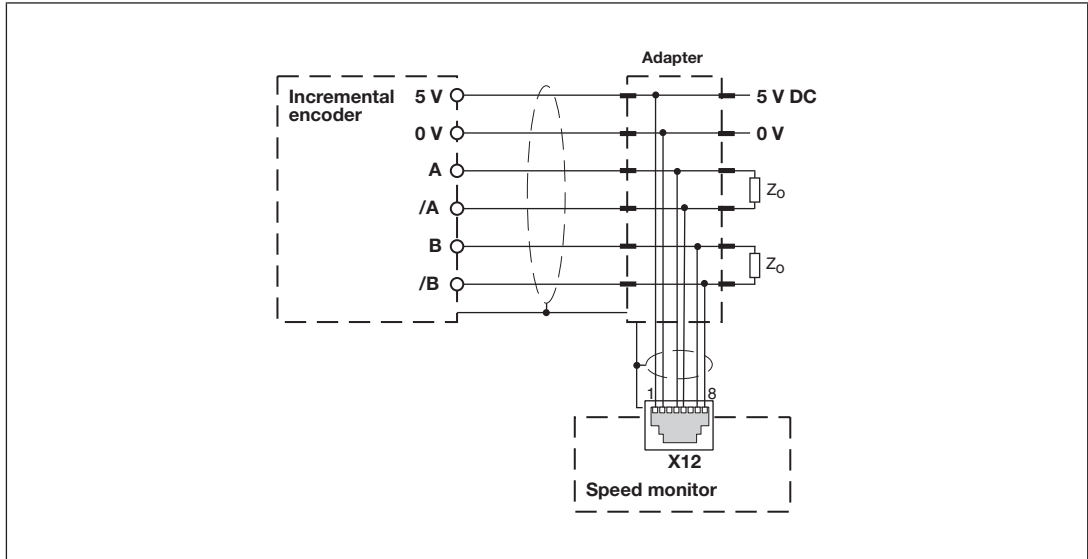 Adapter
Incremental
encoder
5 V
5 V DC
0 V
0 V
A
/A
ZO
B
/B
ZO
1
8
X12
Speed monitor